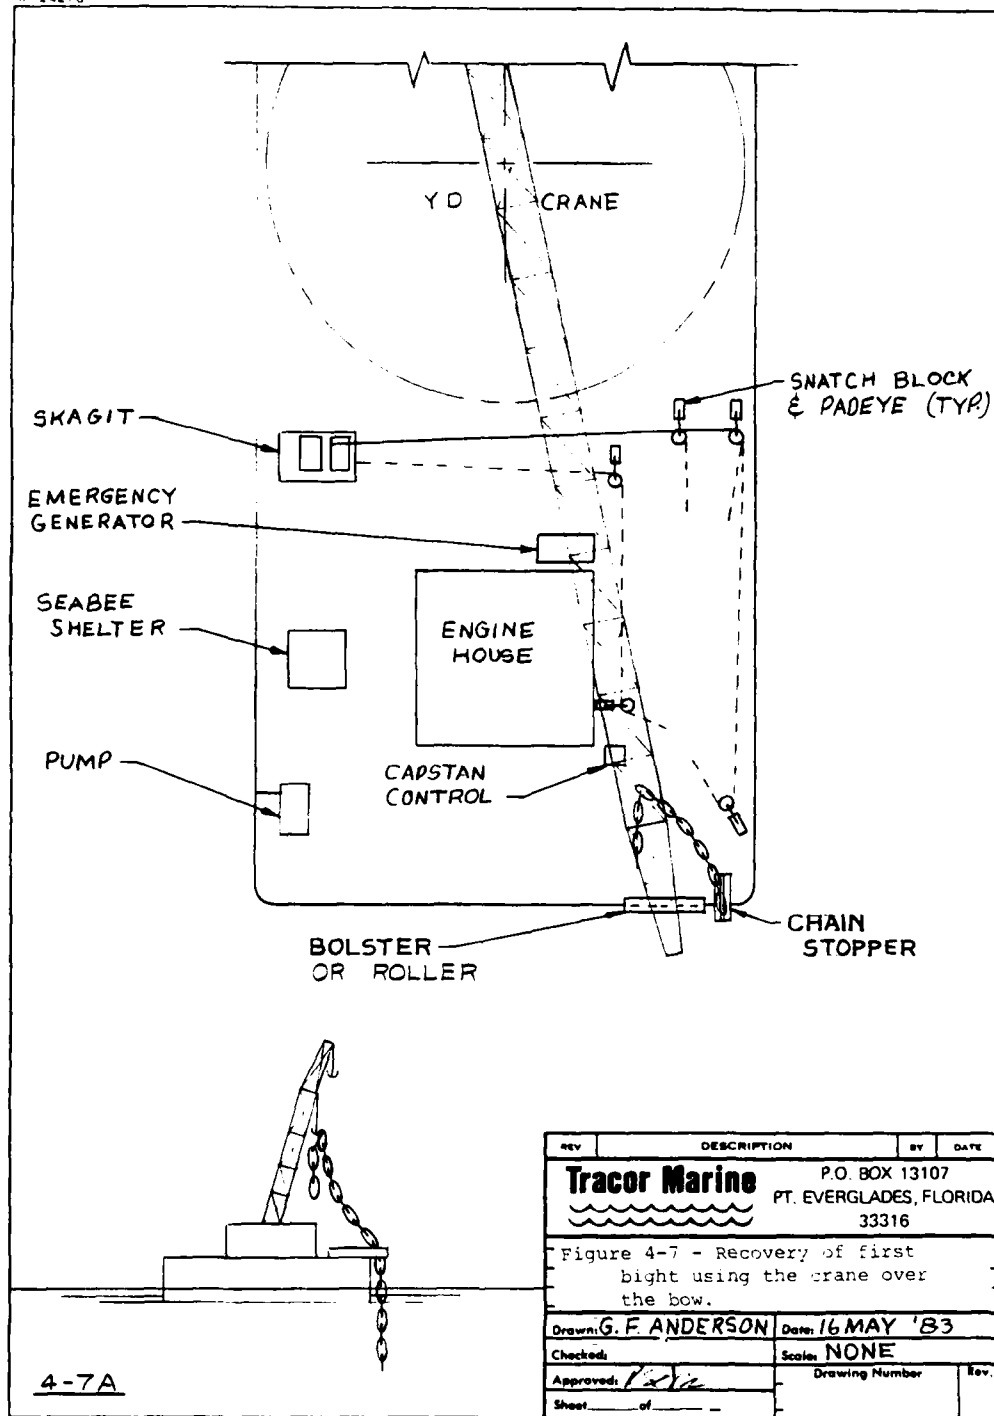 YD CRANE
SNATCH BLOCK
& PADEYE (TYP.)
SKAGIT
EMERGENCY
GENERATOR
SEABEE
SHELTER
ENGINE
HOUSE
PUMP
CAPSTAN
CONTROL
BOLSTER
OR ROLLER
CHAIN
STOPPER
REV DESCRIPTION BY DATE
Tracor Marine
P.O. BOX 13107
PT. EVERGLADES, FLORIDA
33316
Figure 4-7 - Recovery of first
bight using the crane over
the bow.
Drawn: G. F. ANDERSON Date: 16 MAY '83
Checked: Scale: NONE
Approved: Drawing Number Rev.
Sheet of
4-7A